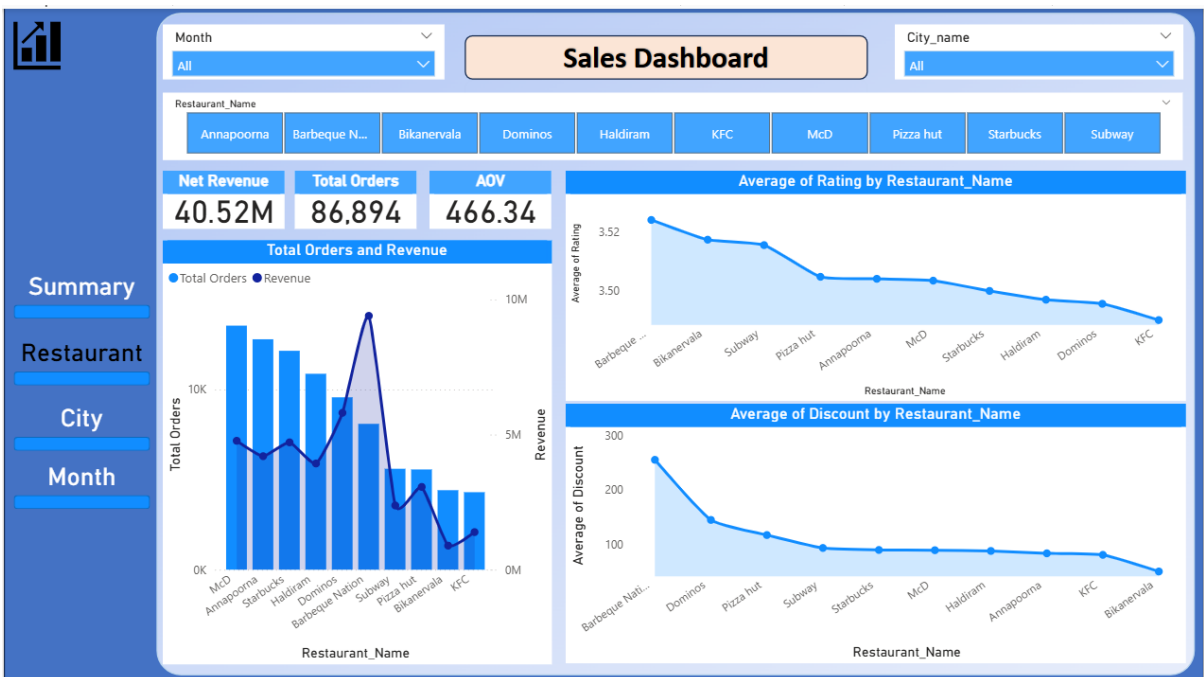 Month
All
Sales Dashboard
City_name
All
Restaurant_Name
Annapoorna
Barbeque N...
Bikanervala
Dominos
Haldiram
KFC
McD
Pizza hut
Starbucks
Subway
Net Revenue
40.52M
Total Orders
86,894
AOV
466.34
Summary
Restaurant
City
Month
Total Orders and Revenue
Total Orders
Revenue
10M
10K
5M
0K
0M
Total Orders
Revenue
McD
Annapoorna
Starbucks
Haldiram
Dominos
Barbeque Nation
Subway
Pizza hut
Bikanervala
KFC
Restaurant_Name
Average of Rating by Restaurant_Name
Average of Rating
3.52
3.50
Barbeque ...
Bikanervala
Subway
Pizza hut
Annapoorna
McD
Starbucks
Haldiram
Dominos
KFC
Restaurant_Name
Average of Discount by Restaurant_Name
Average of Discount
300
200
100
Barbeque Nati...
Dominos
Pizza hut
Subway
Starbucks
McD
Haldiram
Annapoorna
KFC
Bikanervala
Restaurant_Name